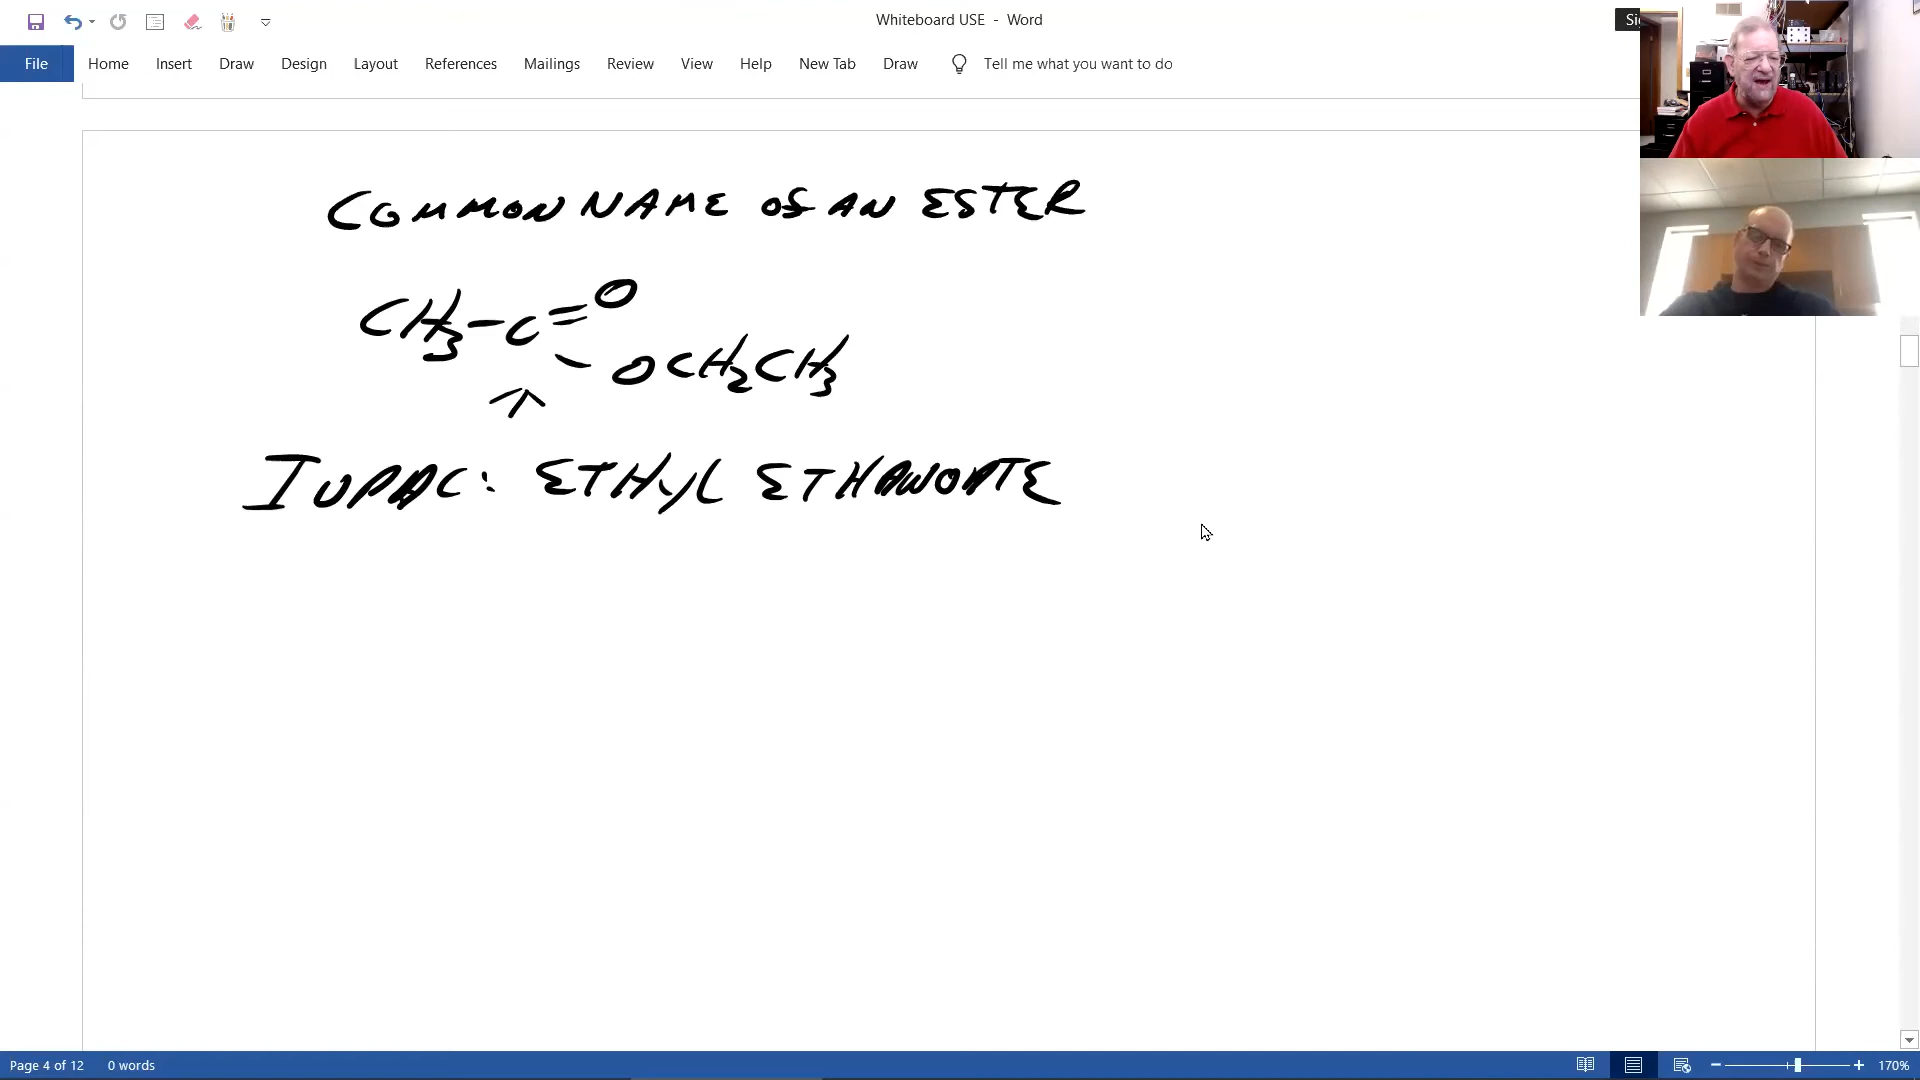 Whiteboard USE - Word
File Home Insert Draw Design Layout References Mailings Review View Help New Tab Draw Tell me what you want to do
COMMON NAME OF AN ESTER
CH3-C=O
-OCH2CH3
IUPAC: ETHYL ETHANOATE
Page 4 of 12 0 words 170%